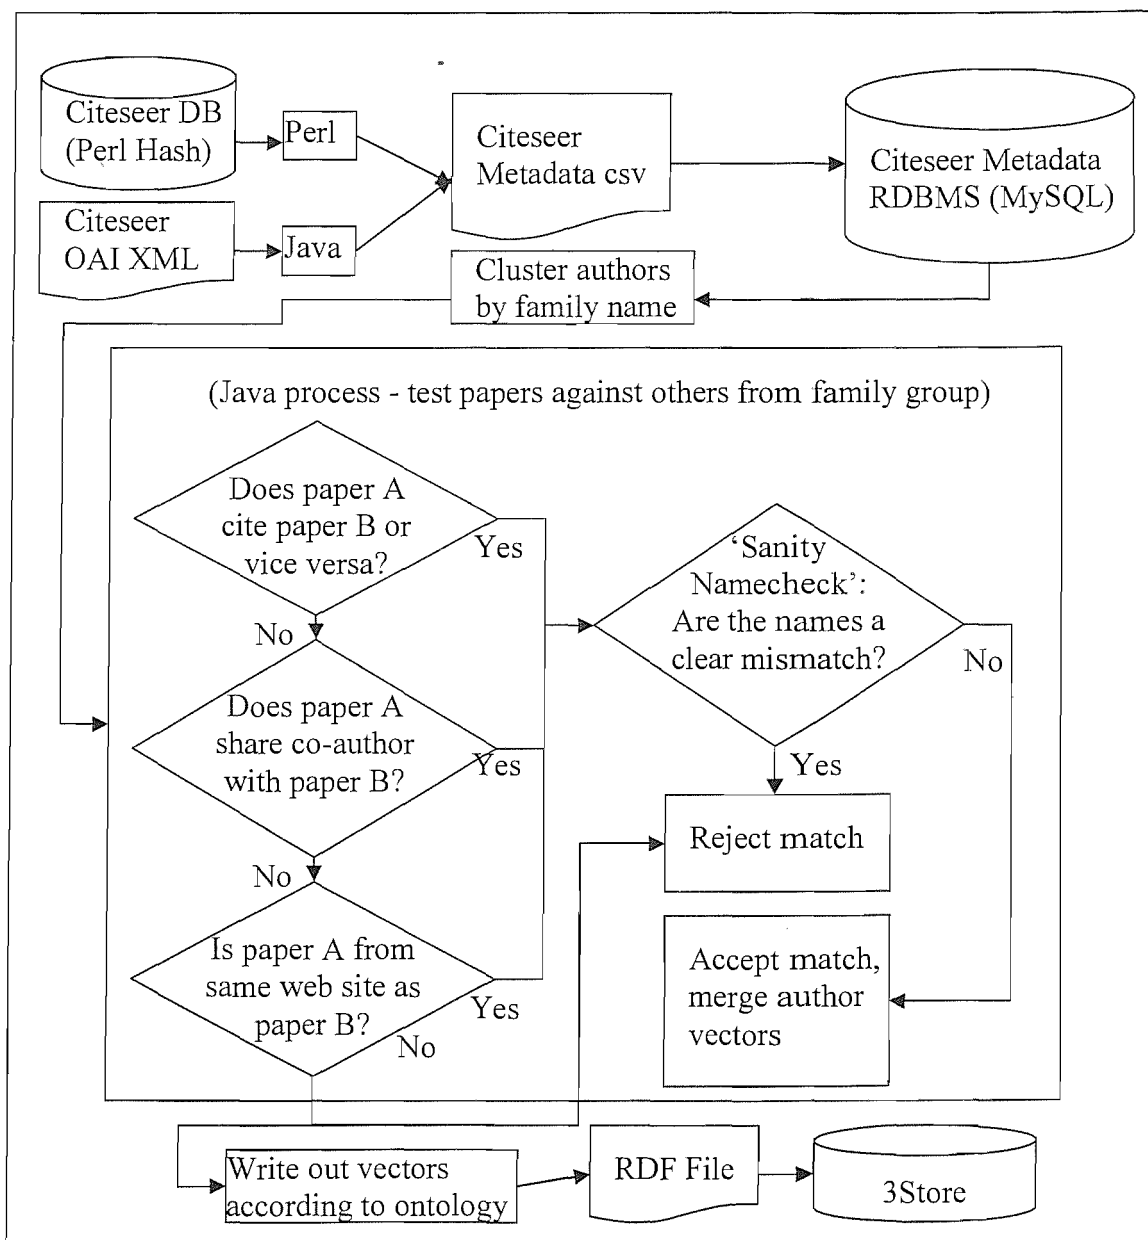 Citeseer DB
(Perl Hash)
Perl
Citeseer
Metadata csv
Citeseer Metadata
RDBMS (MySQL)
Citeseer
OAI XML
Java
Cluster authors
by family name
(Java process - test papers against others from family group)
Does paper A
cite paper B or
vice versa?
Yes
No
'Sanity
Namecheck':
Are the names a
clear mismatch?
No
Yes
Does paper A
share co-author
with paper B?
Yes
No
Reject match
Is paper A from
same web site as
paper B?
Yes
No
Accept match,
merge author
vectors
Write out vectors
according to ontology
RDF File
3Store